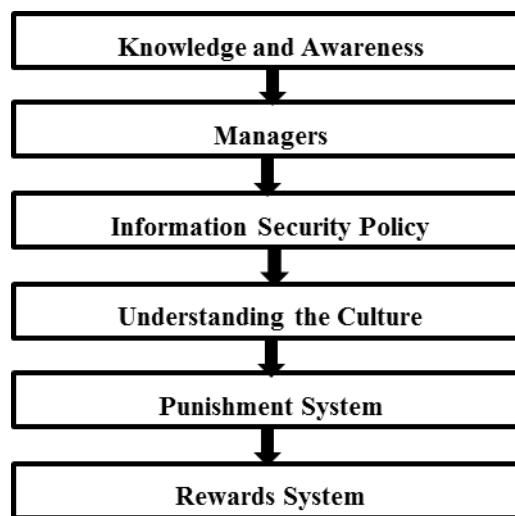 Knowledge and Awareness
Managers
Information Security Policy
Understanding the Culture
Punishment System
Rewards System